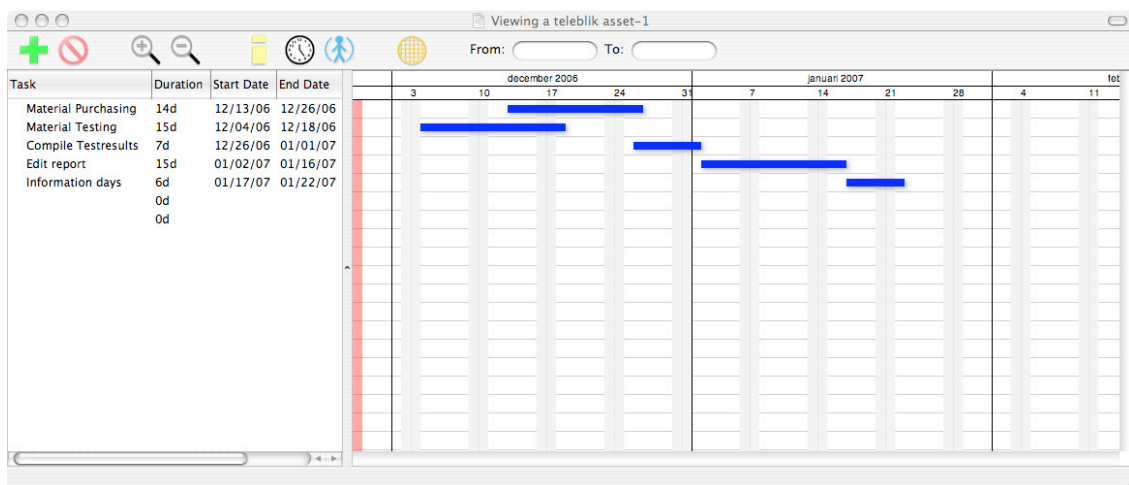 Viewing a teleblik asset-1
From: To:
Task Duration Start Date End Date
december 2006 januari 2007 feb
3 10 17 24 31 7 14 21 28 4 11
Material Purchasing 14d 12/13/06 12/26/06
Material Testing 15d 12/04/06 12/18/06
Compile Testresults 7d 12/26/06 01/01/07
Edit report 15d 01/02/07 01/16/07
Information days 6d 01/17/07 01/22/07
0d
0d